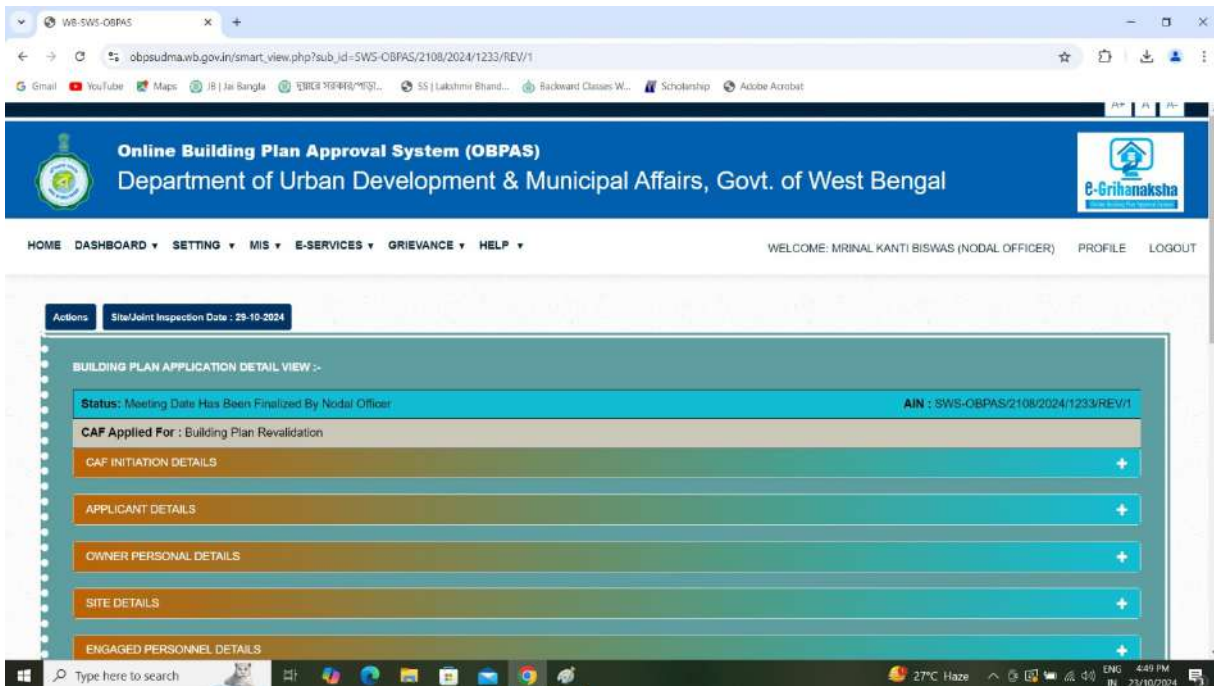 WB-SWS-OBPAS
obpsudma.wb.gov.in/smart_view.php?sub_id=SWS-OBPAS/2108/2024/1233/REV/1
Gmail YouTube Maps JB | Jai Bangla SS | Lakshmir Bhand... Backward Classes W... Scholarship Adobe Acrobat
A+ A A-
Online Building Plan Approval System (OBPAS)
Department of Urban Development & Municipal Affairs, Govt. of West Bengal
e-Grihanaksha
HOME DASHBOARD SETTING MIS E-SERVICES GRIEVANCE HELP WELCOME: MRINAL KANTI BISWAS (NODAL OFFICER) PROFILE LOGOUT
Actions Site/Joint Inspection Date : 29-10-2024
BUILDING PLAN APPLICATION DETAIL VIEW :-
Status: Meeting Date Has Been Finalized By Nodal Officer AIN : SWS-OBPAS/2108/2024/1233/REV/1
CAF Applied For : Building Plan Revalidation
CAF INITIATION DETAILS
APPLICANT DETAILS
OWNER PERSONAL DETAILS
SITE DETAILS
ENGAGED PERSONNEL DETAILS
Type here to search 27°C Haze ENG 4:49 PM
IN 23/10/2024